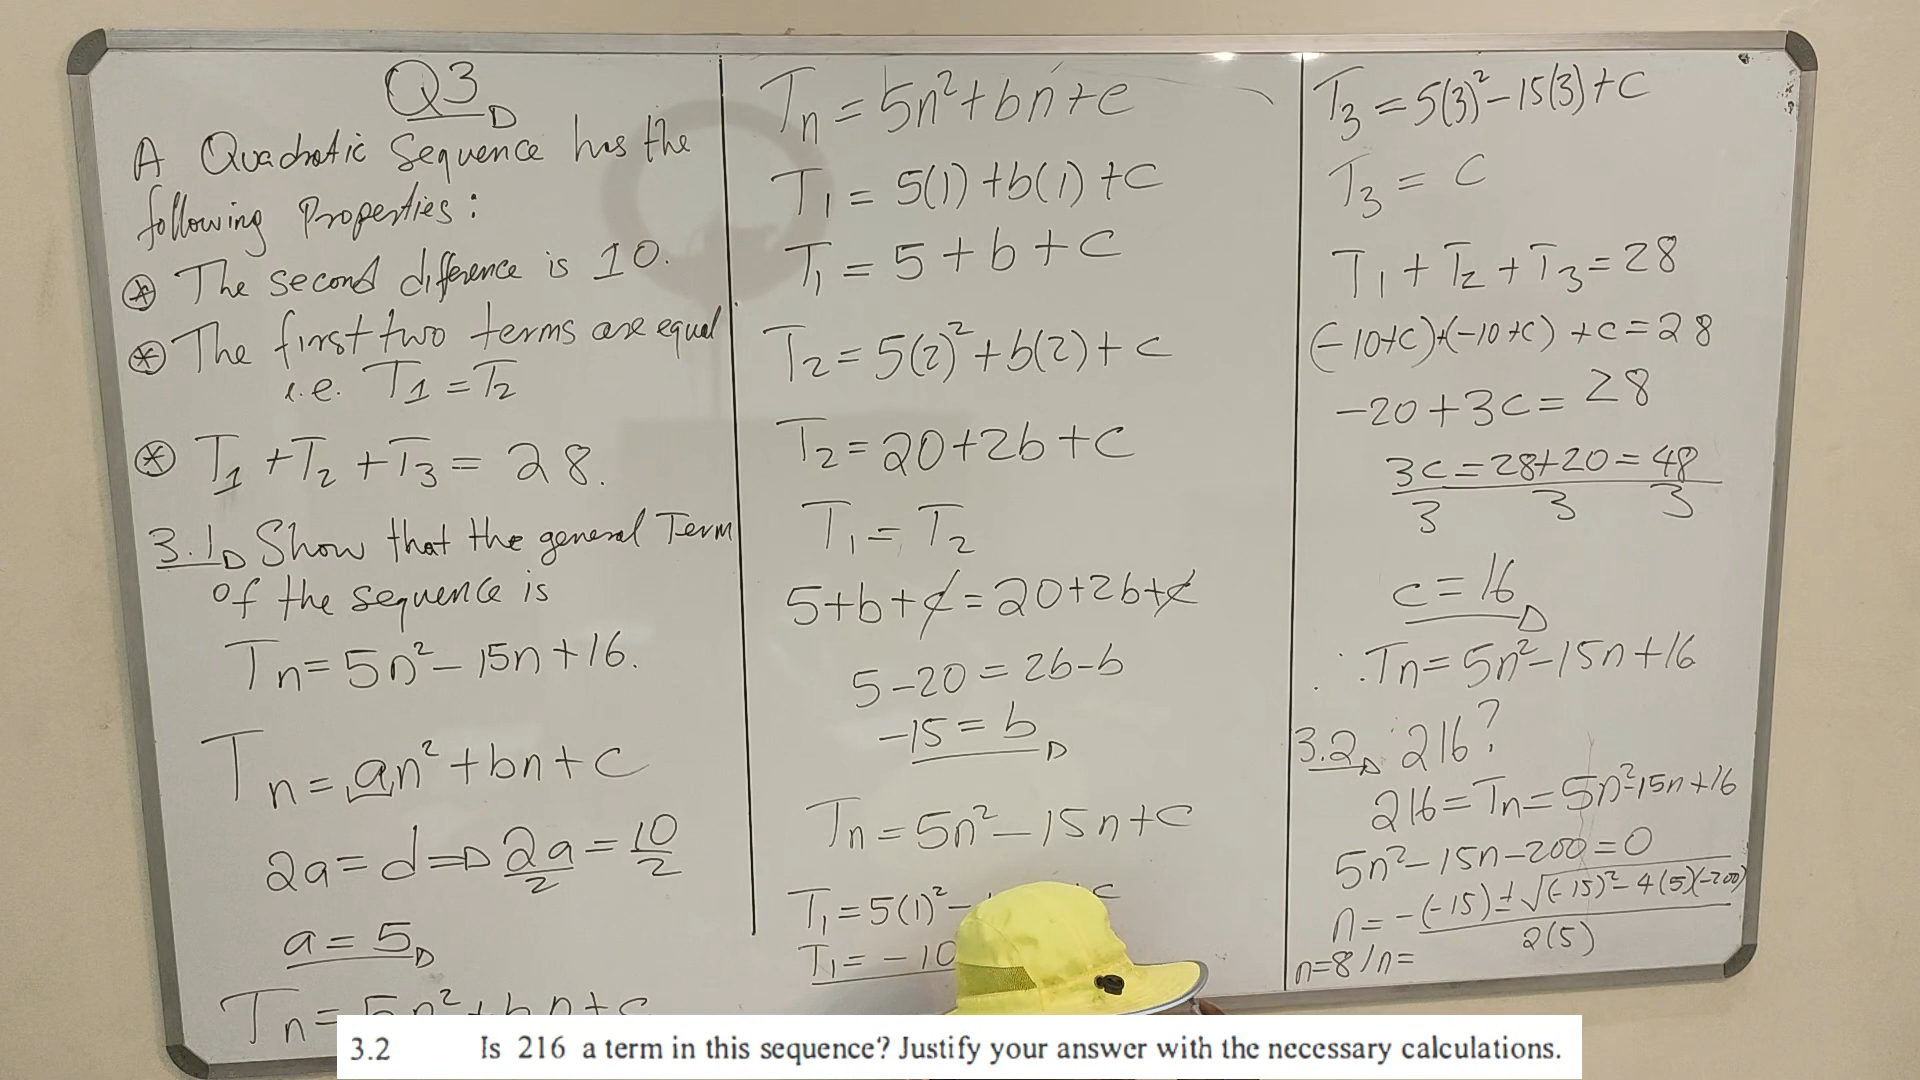 Q3
A Quadratic Sequence has the
following Properties:
* The second diference is 10.
* The first two terms are equal
i.e. T₁ = T₂
* T₁ + T₂ + T₃ = 28.
3.1 Show that the general Term
of the sequence is
Tn = 5n² - 15n + 16.
Tn = an² + bn + c
2a = d ⇒ 2a/2 = 10/2
a = 5
Tn = 5n² + bn + c
Tn = 5n² + bn + c
T₁ = 5(1) + b(1) + c
T₁ = 5 + b + c
T₂ = 5(2)² + b(2) + c
T₂ = 20 + 2b + c
T₁ = T₂
5 + b + c = 20 + 2b + c
5 - 20 = 2b - b
-15 = b
Tn = 5n² - 15n + c
T₁ = 5(1)² - c
T₁ = -10
T₃ = 5(3)² - 15(3) + c
T₃ = c
T₁ + T₂ + T₃ = 28
(-10+c)+(-10+c) + c = 28
-20 + 3c = 28
3c/3 = 28+20/3 = 48/3
c = 16
∴ Tn = 5n² - 15n + 16
3.2 216?
216 = Tn = 5n² - 15n + 16
5n² - 15n - 200 = 0
n = -(-15) ± √(-15)² - 4(5)(-200) / 2(5)
n = 8 / n =
3.2 Is 216 a term in this sequence? Justify your answer with the necessary calculations.